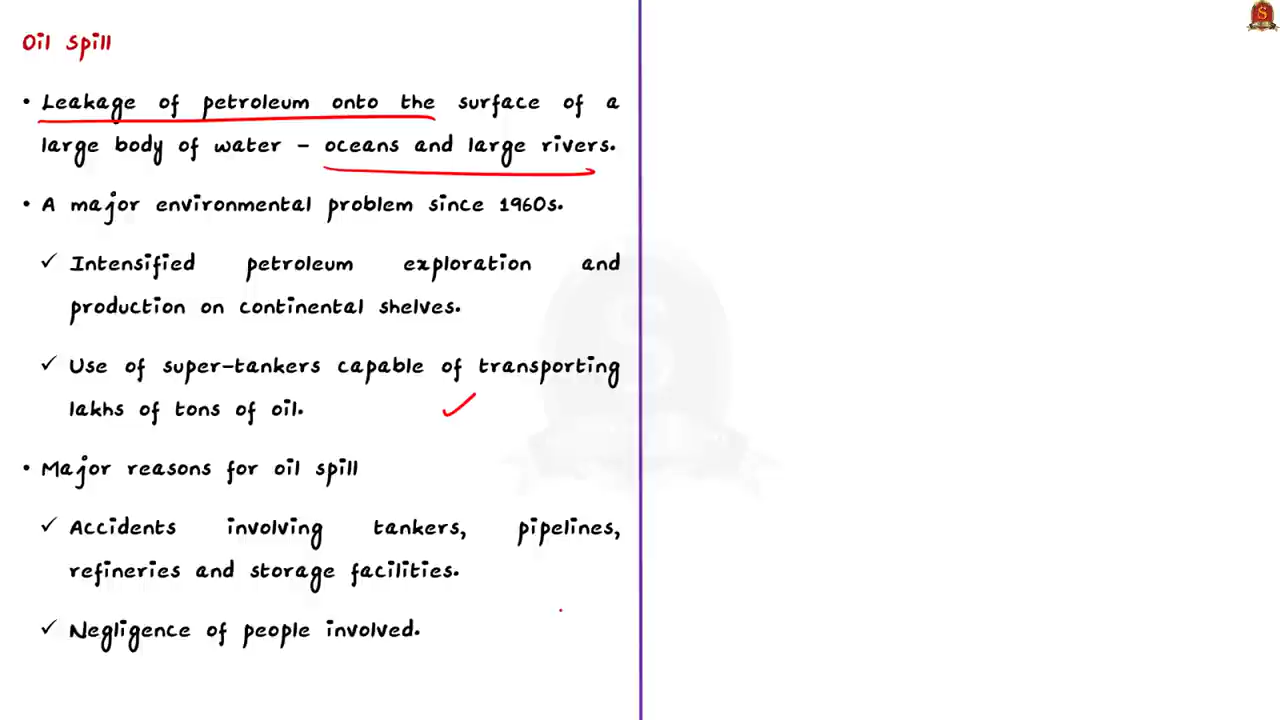 Oil Spill
• Leakage of petroleum onto the surface of a
large body of water – oceans and large rivers.
• A major environmental problem since 1960s.
✓ Intensified petroleum exploration and
production on continental shelves.
✓ Use of super-tankers capable of transporting
lakhs of tons of oil.
• Major reasons for oil spill
✓ Accidents involving tankers, pipelines,
refineries and storage facilities.
✓ Negligence of people involved.